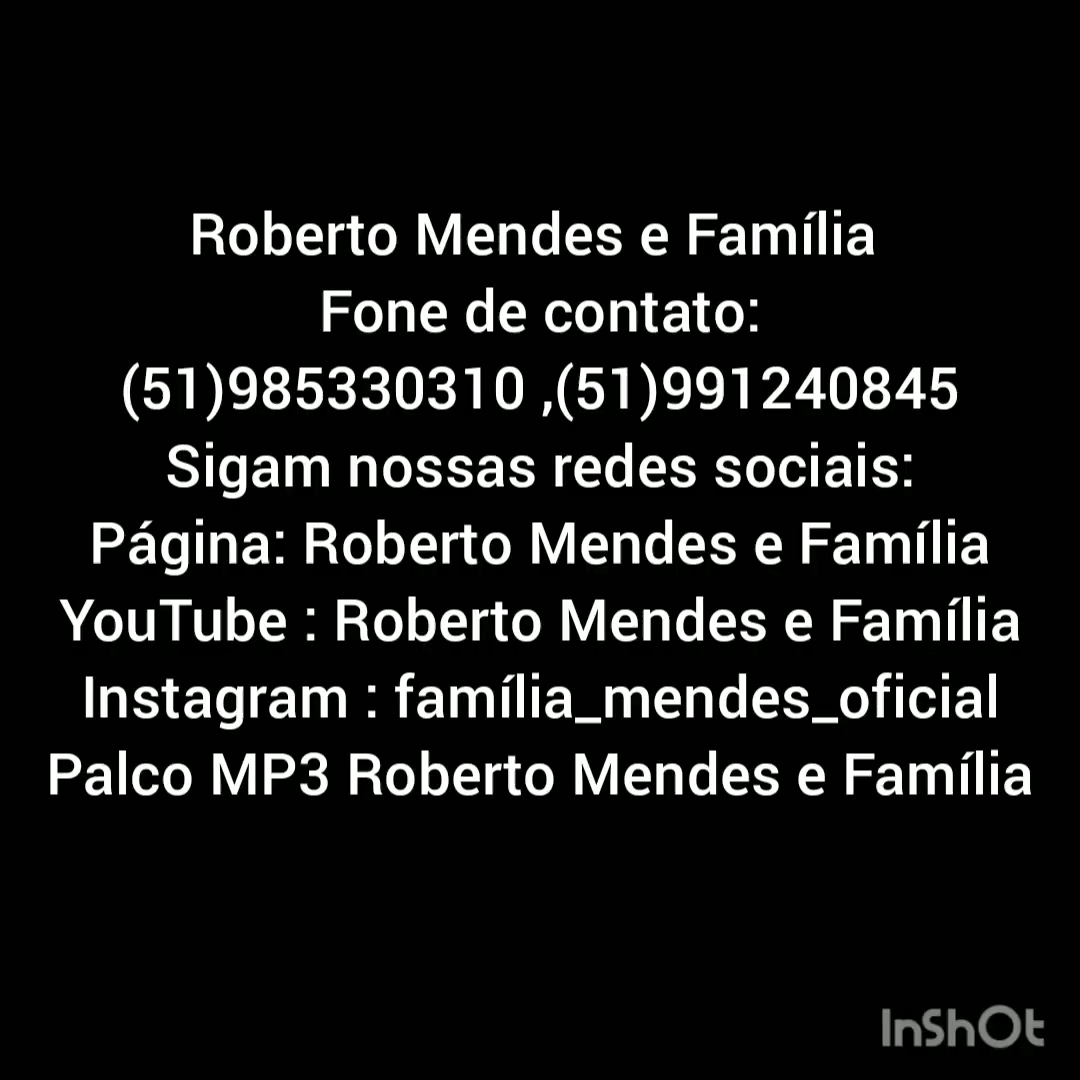 Roberto Mendes e Família
Fone de contato:
(51)985330310 ,(51)991240845
Sigam nossas redes sociais:
Página: Roberto Mendes e Família
YouTube : Roberto Mendes e Família
Instagram : família_mendes_oficial
Palco MP3 Roberto Mendes e Família
InShOt